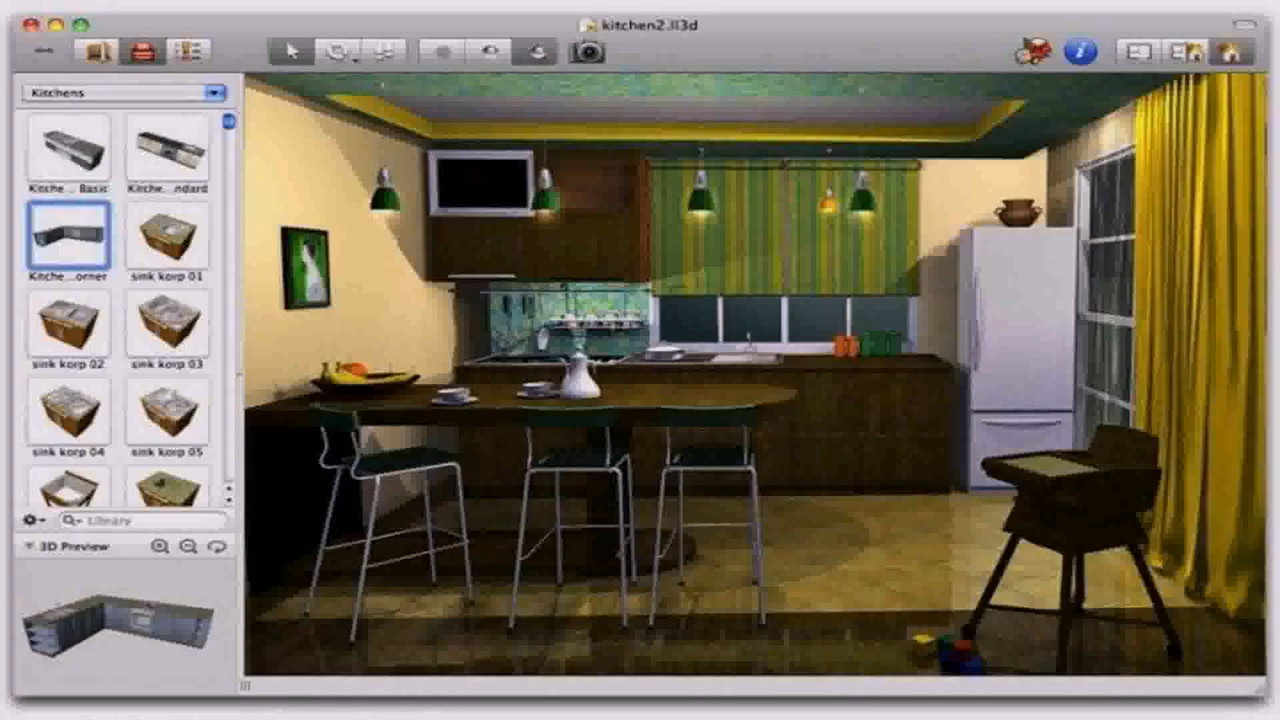 kitchen2.ll3d
Kitchens
Kitche ... Basic
Kitche. ...ndard
Kitche...orner
sink korp 01
sink korp 02
sink korp 03
sink korp 04
sink korp 05
Library
3D Preview